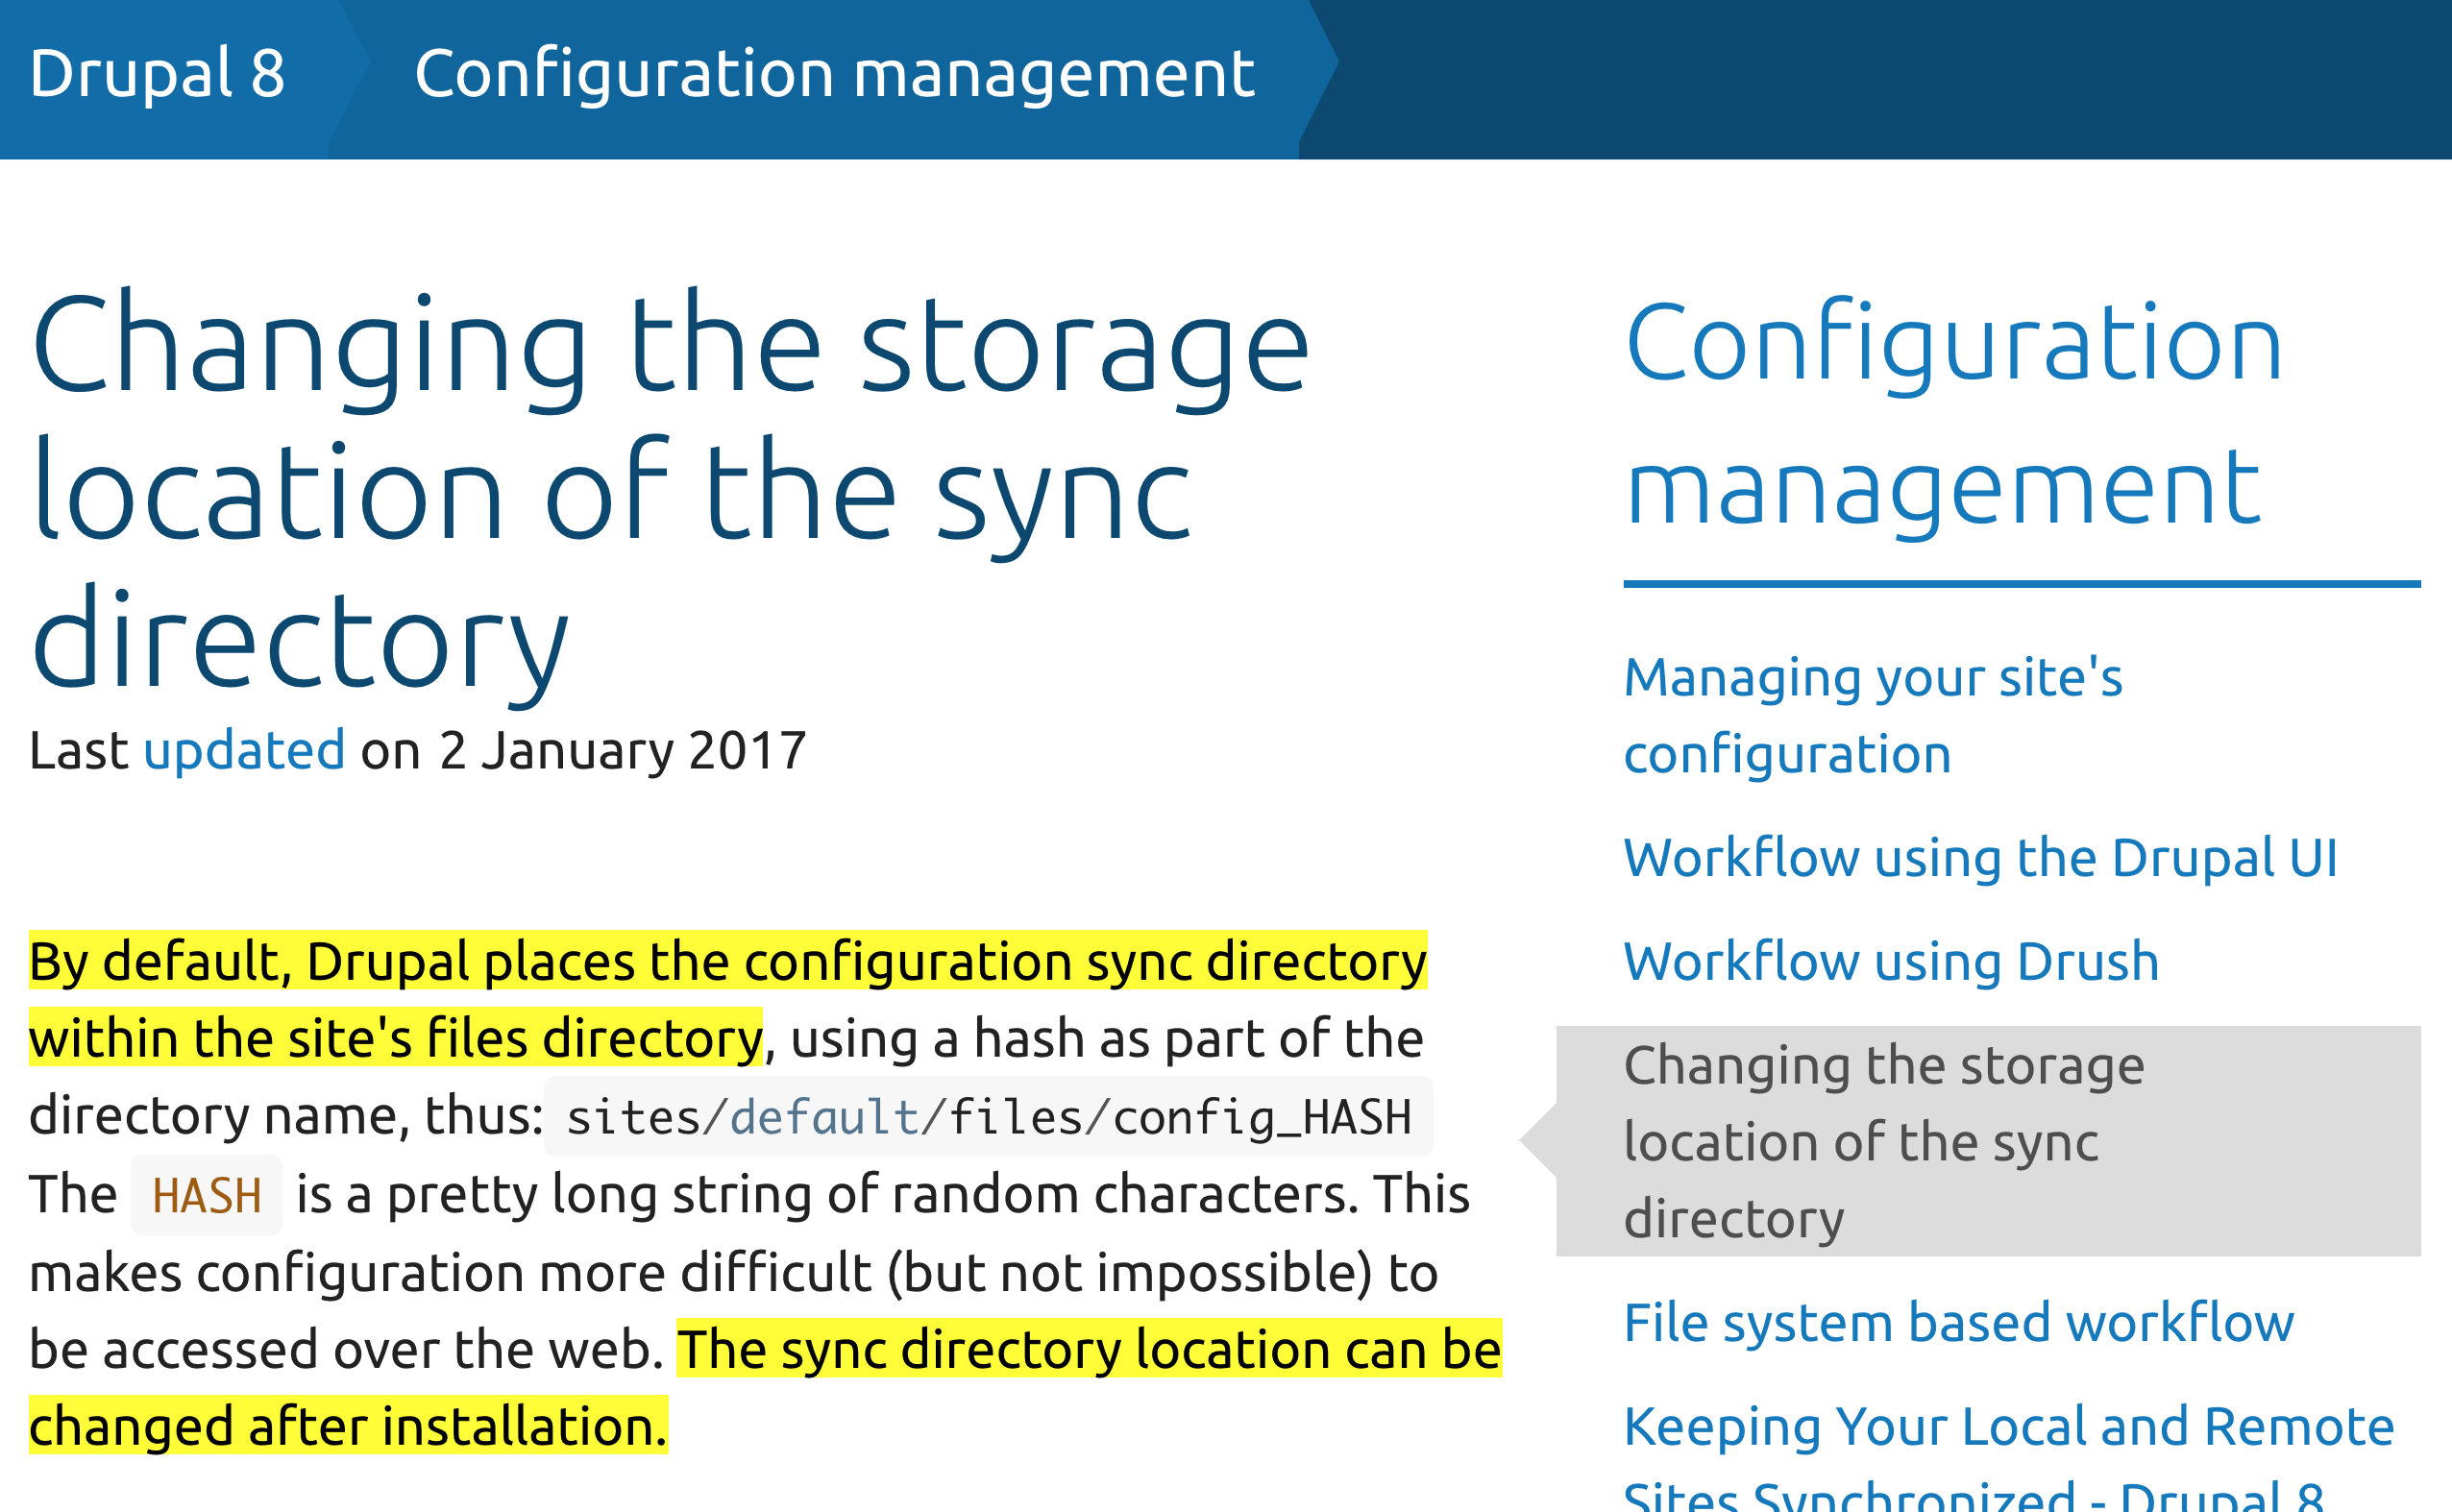 Drupal 8
Configuration management
Changing the storage
location of the sync
directory
Last updated on 2 January 2017
By default, Drupal places the configuration sync directory
within the site's files directory, using a hash as part of the
directory name, thus: sites/default/files/config_HASH
The HASH is a pretty long string of random characters. This
makes configuration more difficult (but not impossible) to
be accessed over the web. The sync directory location can be
changed after installation.
Configuration
management
Managing your site's
configuration
Workflow using the Drupal UI
Workflow using Drush
Changing the storage
location of the sync
directory
File system based workflow
Keeping Your Local and Remote
Sites Synchronized - Drupal 8